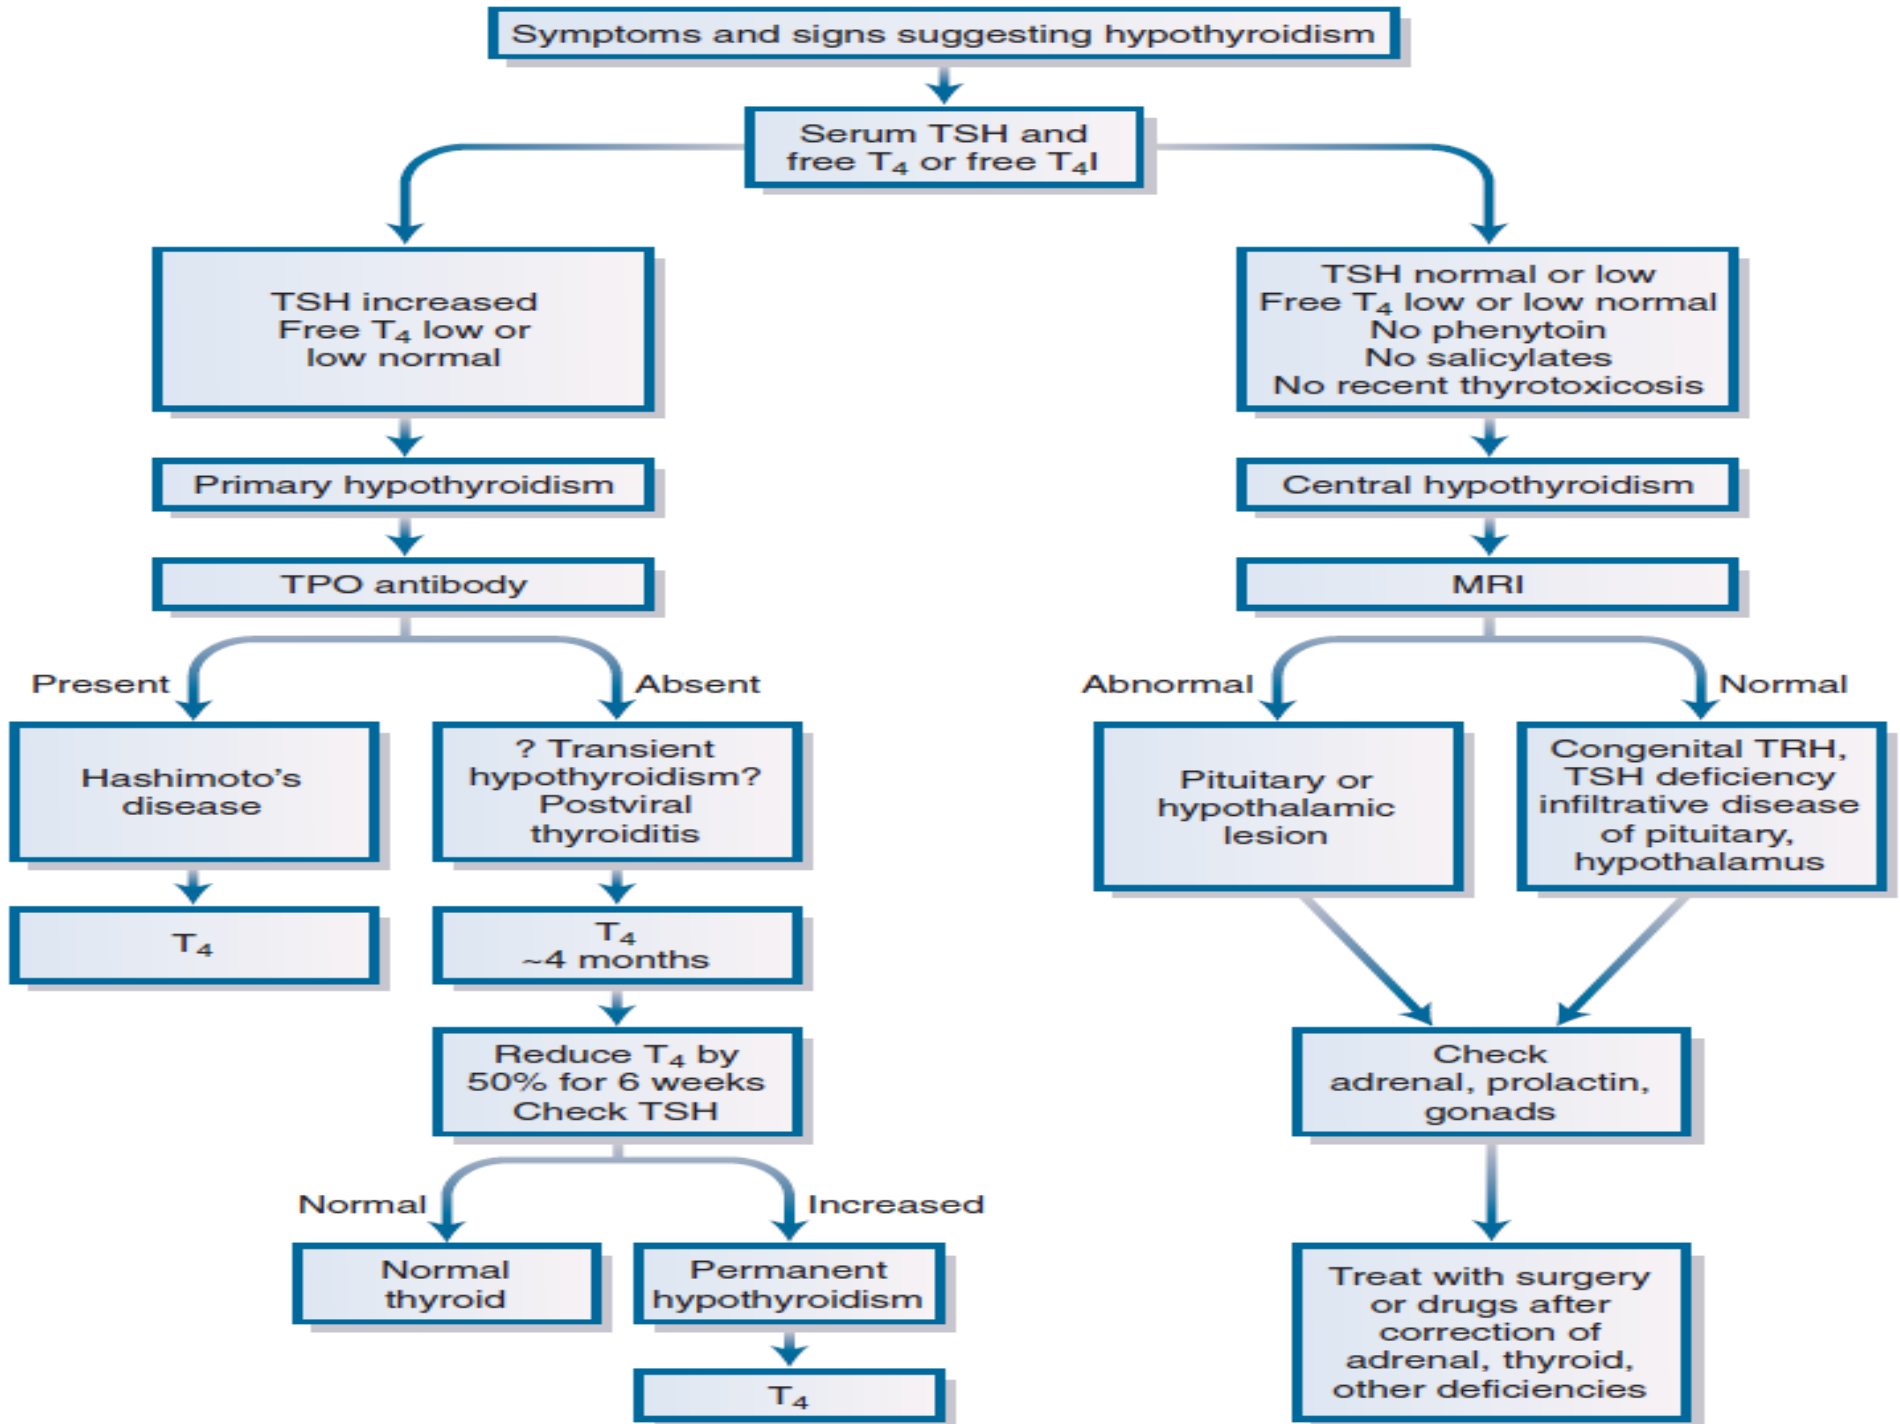 Symptoms and signs suggesting hypothyroidism
Serum TSH and
free T₄ or free T₄I
TSH increased
Free T₄ low or
low normal
Primary hypothyroidism
TPO antibody
Present
Absent
Hashimoto's
disease
T₄
? Transient
hypothyroidism?
Postviral
thyroiditis
T₄
~4 months
Reduce T₄ by
50% for 6 weeks
Check TSH
Normal
Increased
Normal
thyroid
Permanent
hypothyroidism
T₄
TSH normal or low
Free T₄ low or low normal
No phenytoin
No salicylates
No recent thyrotoxicosis
Central hypothyroidism
MRI
Abnormal
Normal
Pituitary or
hypothalamic
lesion
Congenital TRH,
TSH deficiency
infiltrative disease
of pituitary,
hypothalamus
Check
adrenal, prolactin,
gonads
Treat with surgery
or drugs after
correction of
adrenal, thyroid,
other deficiencies